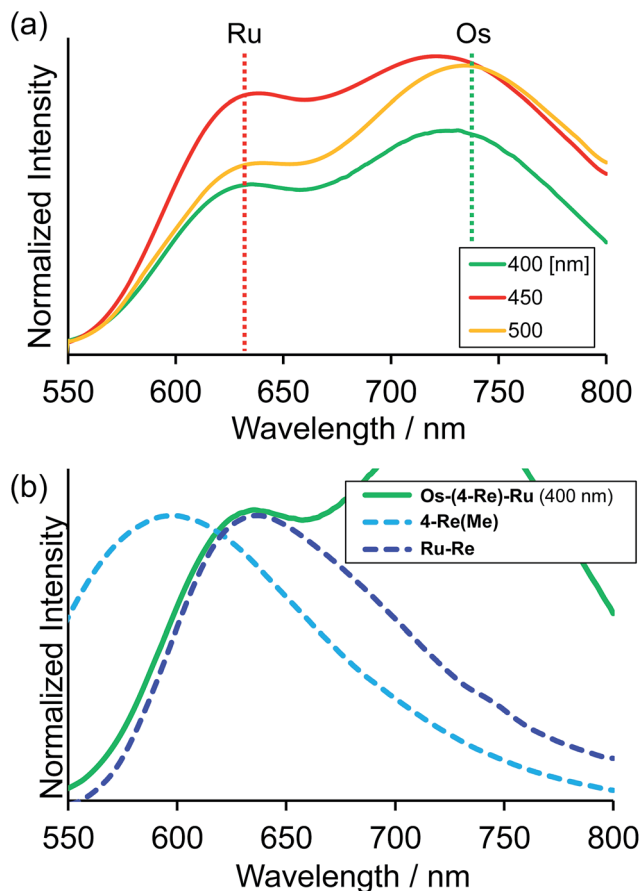 (a)
Ru
Os
Normalized Intensity
400 [nm]
450
500
550
600
650
700
750
800
Wavelength / nm
(b)
Os-(4-Re)-Ru (400 nm)
4-Re(Me)
Ru-Re
Normalized Intensity
550
600
650
700
750
800
Wavelength / nm